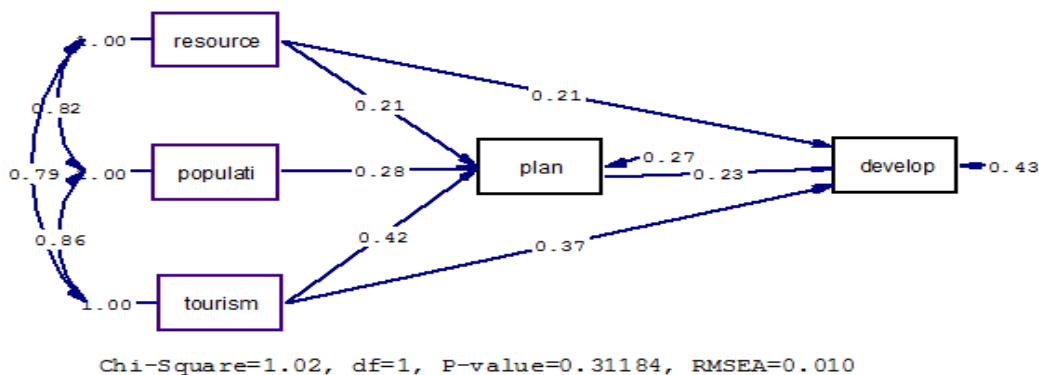 1.00
resource
0.21
0.21
0.82
0.79
1.00
populati
0.28
plan
0.27
0.23
develop
0.43
0.86
0.42
0.37
1.00
tourism
Chi-Square=1.02, df=1, P-value=0.31184, RMSEA=0.010